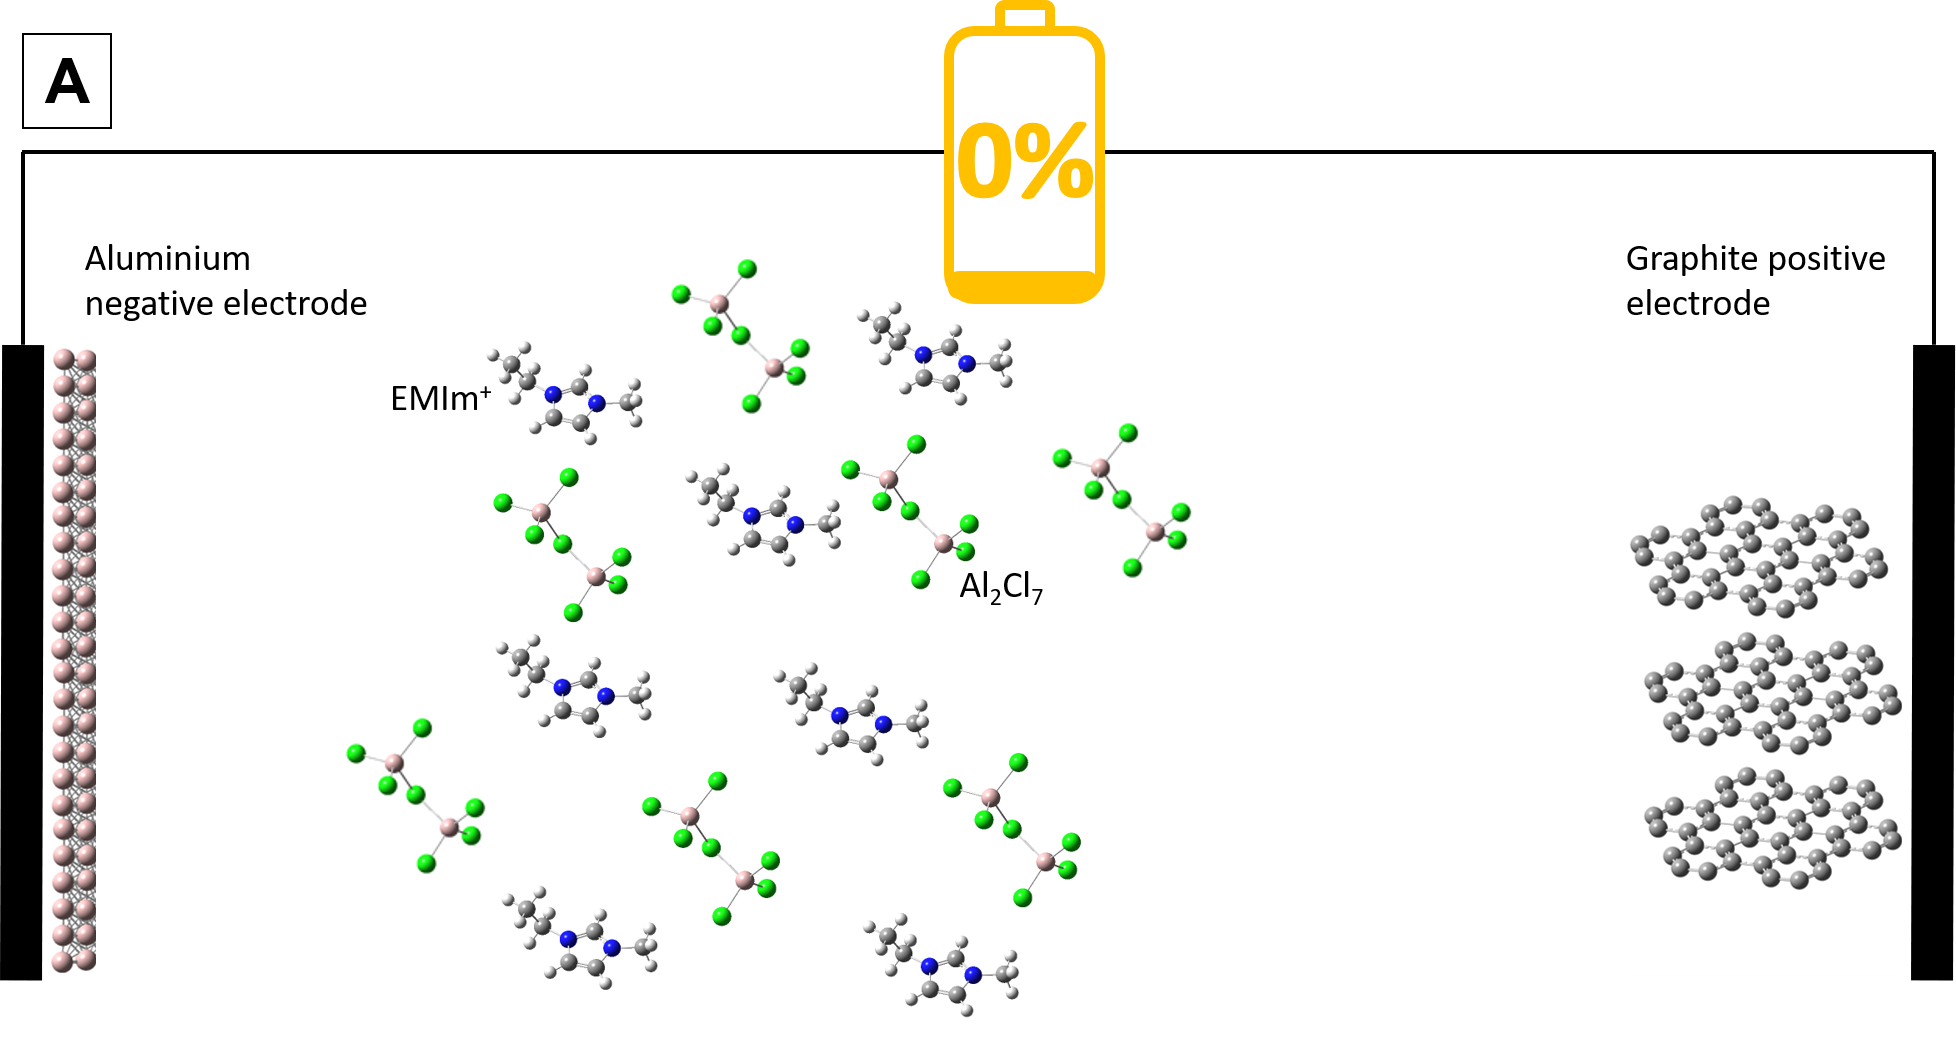 A
0%
Aluminium
negative electrode
Graphite positive
electrode
EMIm⁺
Al₂Cl₇